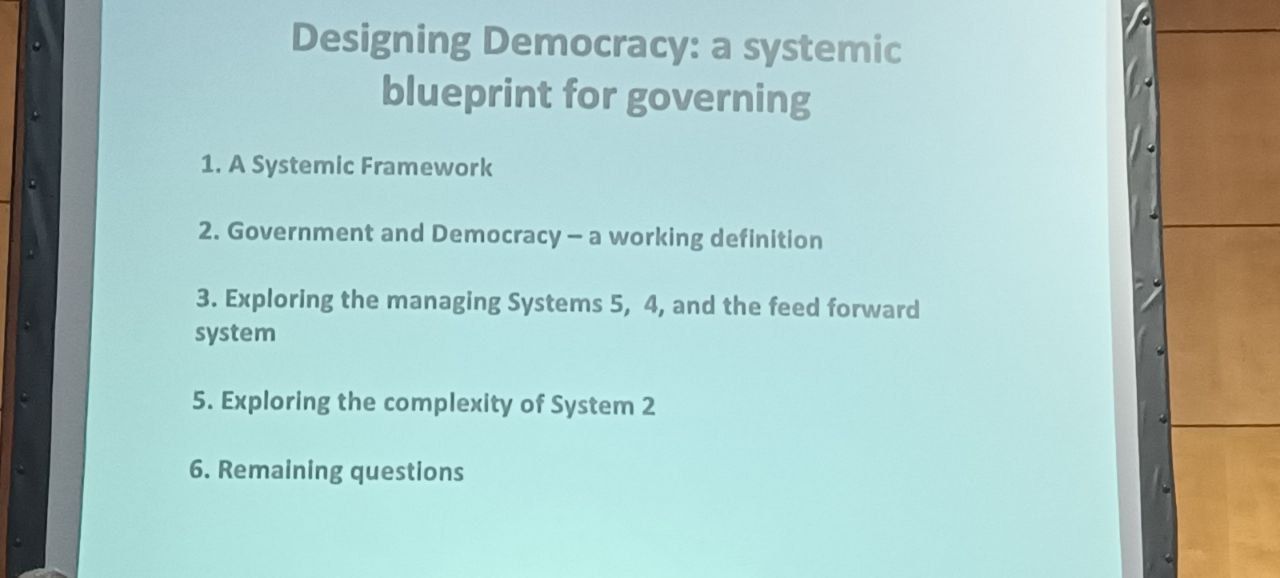 Designing Democracy: a systemic
blueprint for governing
1. A Systemic Framework
2. Government and Democracy – a working definition
3. Exploring the managing Systems 5,  4, and the feed forward
system
5. Exploring the complexity of System 2
6. Remaining questions